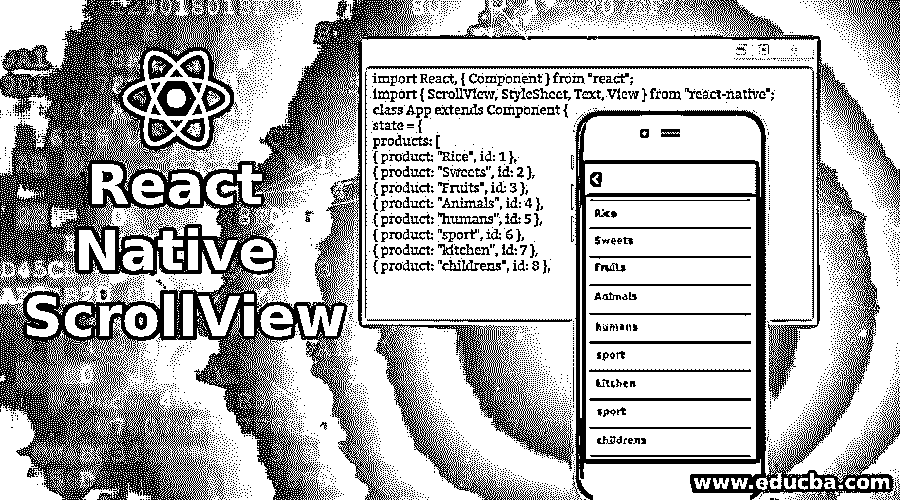 React
Native
ScrollView
import React, { Component } from "react";
import { ScrollView, StyleSheet, Text, View } from "react-native";
class App extends Component {
state = {
products: [
{ product: "Rice", id: 1 },
{ product: "Sweets", id: 2 },
{ product: "Fruits", id: 3 },
{ product: "Animals", id: 4 },
{ product: "humans", id: 5 },
{ product: "sport", id: 6 },
{ product: "kitchen", id: 7 },
{ product: "childrens", id: 8 },
Rice
Sweets
Fruits
Animals
humans
sport
kitchen
sport
childrens
www.educba.com